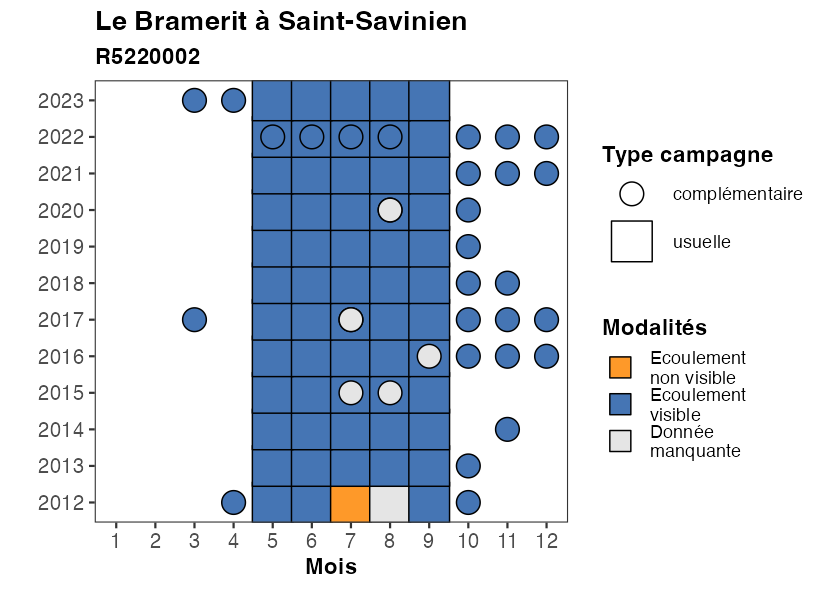 Le Bramerit à Saint-Savinien
R5220002
2023
2022
2021
2020
2019
2018
2017
2016
2015
2014
2013
2012
1 2 3 4 5 6 7 8 9 10 11 12
Mois
Type campagne
complémentaire
usuelle
Modalités
Ecoulement
non visible
Ecoulement
visible
Donnée
manquante